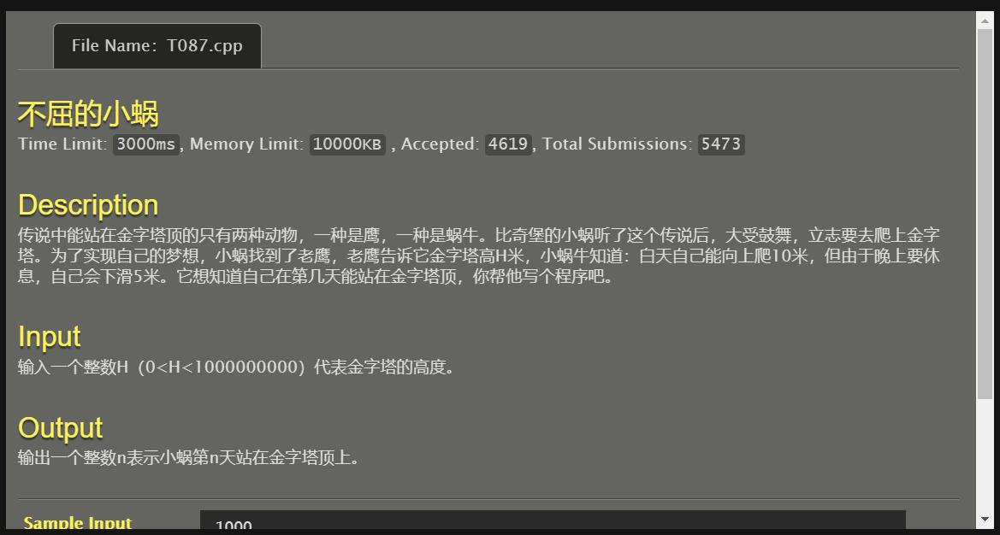 File Name：T087.cpp
不屈的小蜗
Time Limit: 3000ms, Memory Limit: 10000KB , Accepted: 4619, Total Submissions: 5473
Description
传说中能站在金字塔顶的只有两种动物，一种是鹰，一种是蜗牛。比奇堡的小蜗听了这个传说后，大受鼓舞，立志要去爬上金字
塔。为了实现自己的梦想，小蜗找到了老鹰，老鹰告诉它金字塔高H米，小蜗牛知道：白天自己能向上爬10米，但由于晚上要休
息，自己会下滑5米。它想知道自己在第几天能站在金字塔顶，你帮他写个程序吧。
Input
输入一个整数H（0<H<1000000000）代表金字塔的高度。
Output
输出一个整数n表示小蜗第n天站在金字塔顶上。
Sample Input
1000